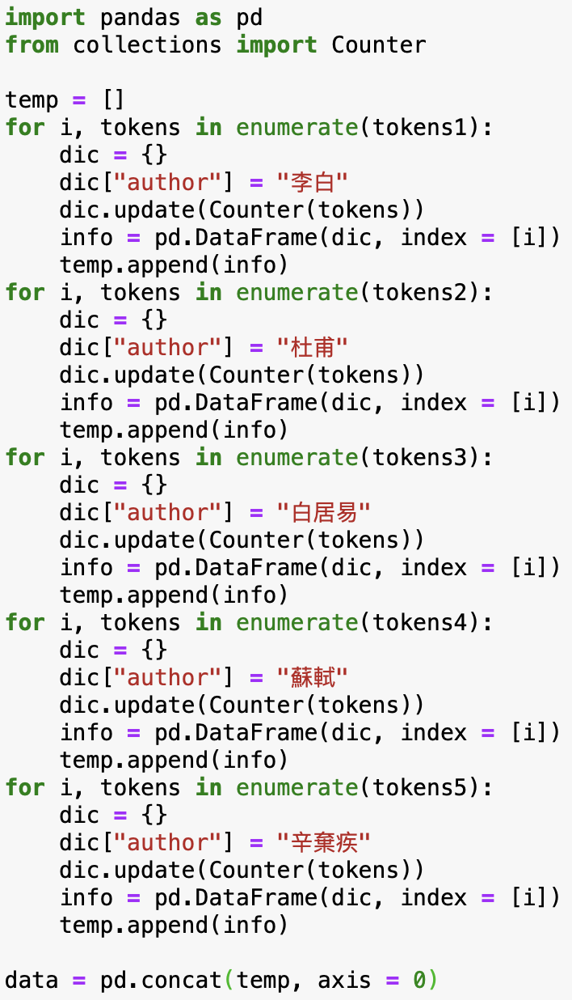 import pandas as pd
from collections import Counter

temp = []
for i, tokens in enumerate(tokens1):
    dic = {}
    dic["author"] = "李白"
    dic.update(Counter(tokens))
    info = pd.DataFrame(dic, index = [i])
    temp.append(info)
for i, tokens in enumerate(tokens2):
    dic = {}
    dic["author"] = "杜甫"
    dic.update(Counter(tokens))
    info = pd.DataFrame(dic, index = [i])
    temp.append(info)
for i, tokens in enumerate(tokens3):
    dic = {}
    dic["author"] = "白居易"
    dic.update(Counter(tokens))
    info = pd.DataFrame(dic, index = [i])
    temp.append(info)
for i, tokens in enumerate(tokens4):
    dic = {}
    dic["author"] = "蘇軾"
    dic.update(Counter(tokens))
    info = pd.DataFrame(dic, index = [i])
    temp.append(info)
for i, tokens in enumerate(tokens5):
    dic = {}
    dic["author"] = "辛棄疾"
    dic.update(Counter(tokens))
    info = pd.DataFrame(dic, index = [i])
    temp.append(info)

data = pd.concat(temp, axis = 0)